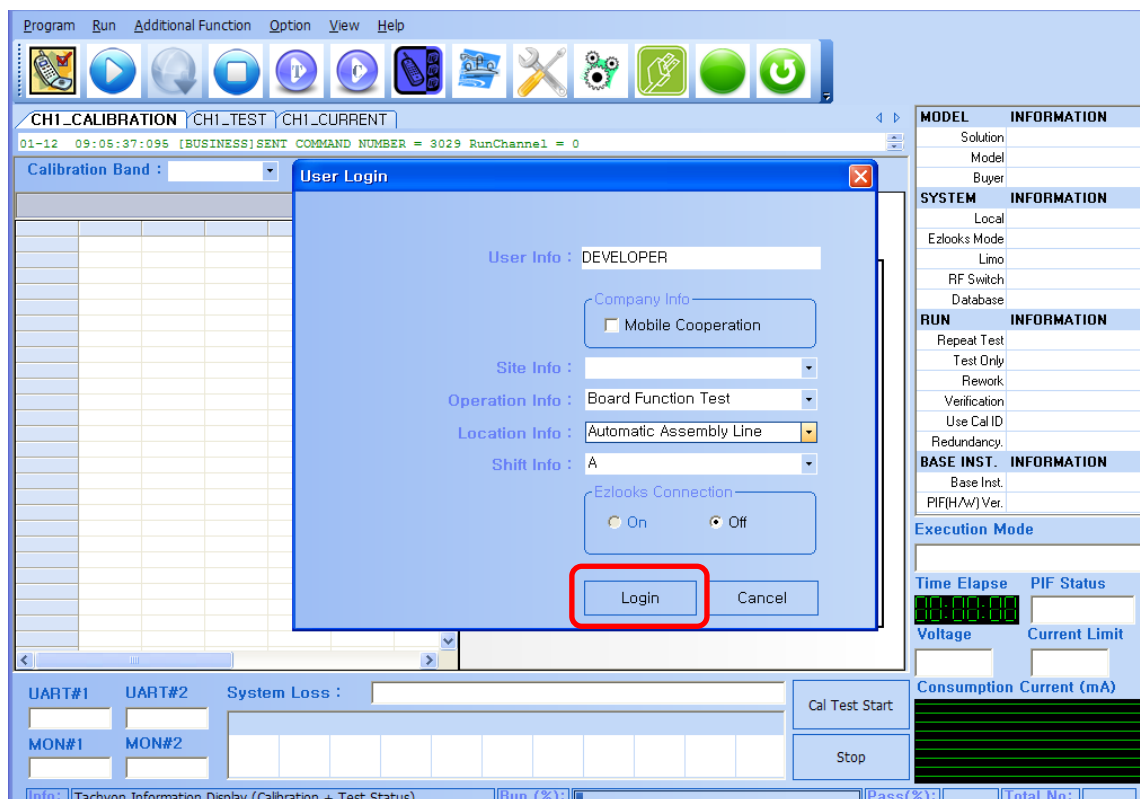 Program Run Additional Function Option View Help
CH1_CALIBRATION CH1_TEST CH1_CURRENT
01-12 09:05:37:095 [BUSINESS]SENT COMMAND NUMBER = 3029 RunChannel = 0
Calibration Band :
User Login
User Info : DEVELOPER
Company Info
Mobile Cooperation
Site Info :
Operation Info : Board Function Test
Location Info : Automatic Assembly Line
Shift Info : A
Ezlooks Connection
On Off
Login Cancel
MODEL INFORMATION
Solution
Model
Buyer
SYSTEM INFORMATION
Local
Ezlooks Mode
Limo
RF Switch
Database
RUN INFORMATION
Repeat Test
Test Only
Rework
Verification
Use Cal ID
Redundancy.
BASE INST. INFORMATION
Base Inst.
PIF(H/W) Ver.
Execution Mode
Time Elapse PIF Status
00:00:00
Voltage Current Limit
Consumption Current (mA)
UART#1 UART#2 System Loss :
MON#1 MON#2
Cal Test Start
Stop
Info: Tachyon Information Display (Calibration + Test Status) Run (%): Pass(%): Total No: